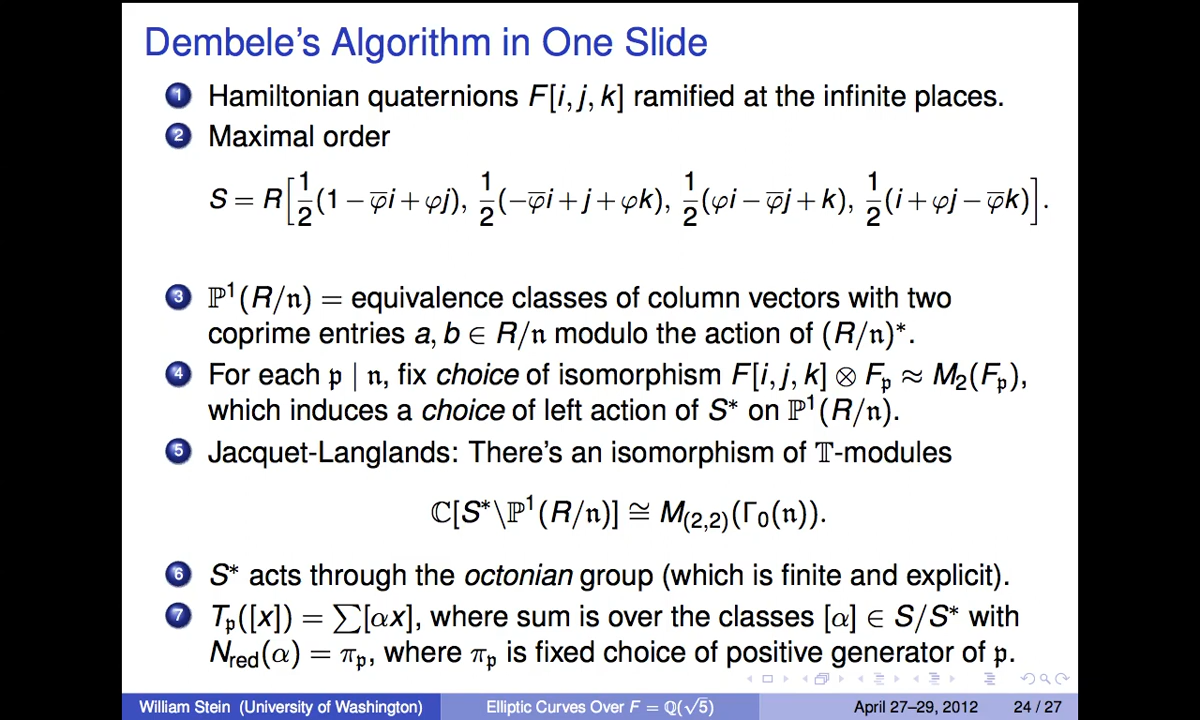 Dembele's Algorithm in One Slide
1 Hamiltonian quaternions F[i, j, k] ramified at the infinite places.
2 Maximal order
S = R[1/2(1 − φ̅i + φj), 1/2(−φ̅i + j + φk), 1/2(φi − φ̅j + k), 1/2(i + φj − φ̅k)].
3 ℙ¹(R/𝔫) = equivalence classes of column vectors with two
coprime entries a, b ∈ R/𝔫 modulo the action of (R/𝔫)*.
4 For each 𝔭 | 𝔫, fix choice of isomorphism F[i, j, k] ⊗ F_𝔭 ≈ M₂(F_𝔭),
which induces a choice of left action of S* on ℙ¹(R/𝔫).
5 Jacquet-Langlands: There's an isomorphism of 𝕋-modules
ℂ[S*\ℙ¹(R/𝔫)] ≅ M_(2,2)(Γ₀(𝔫)).
6 S* acts through the octonian group (which is finite and explicit).
7 T_𝔭([x]) = ∑[αx], where sum is over the classes [α] ∈ S/S* with
N_red(α) = π_𝔭, where π_𝔭 is fixed choice of positive generator of 𝔭.
William Stein (University of Washington) Elliptic Curves Over F = ℚ(√5) April 27–29, 2012 24 / 27